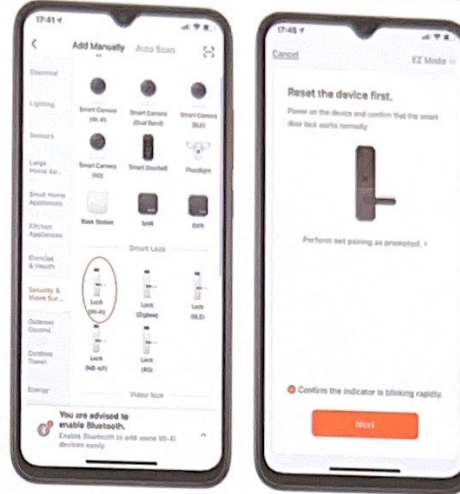 17:41
Add Manually Auto Scan
Electrical
Lighting
Sensors
Large
Home Ap...
Small Home
Appliances
Kitchen
Appliances
Exercise
& Health
Security &
Video Sur...
Gateway
Control
Outdoor
Travel
Energy
Smart Camera
(Wi-Fi)
Smart Camera
(Dual Band)
Smart Camera
(BLE)
Smart Camera
(4G)
Smart Doorbell
Floodlight
Base Station
NVR
DVR
Smart Lock
Lock
(Wi-Fi)
Lock
(Zigbee)
Lock
(BLE)
Lock
(NB-IoT)
Lock
(4G)
Video lock
You are advised to
enable Bluetooth.
Enable Bluetooth to add some Wi-Fi
devices easily
17:45
Cancel EZ Mode
Reset the device first.
Power on the device and confirm that the smart
door lock works normally
Perform net pairing as prompted. >
Confirm the indicator is blinking rapidly.
Next